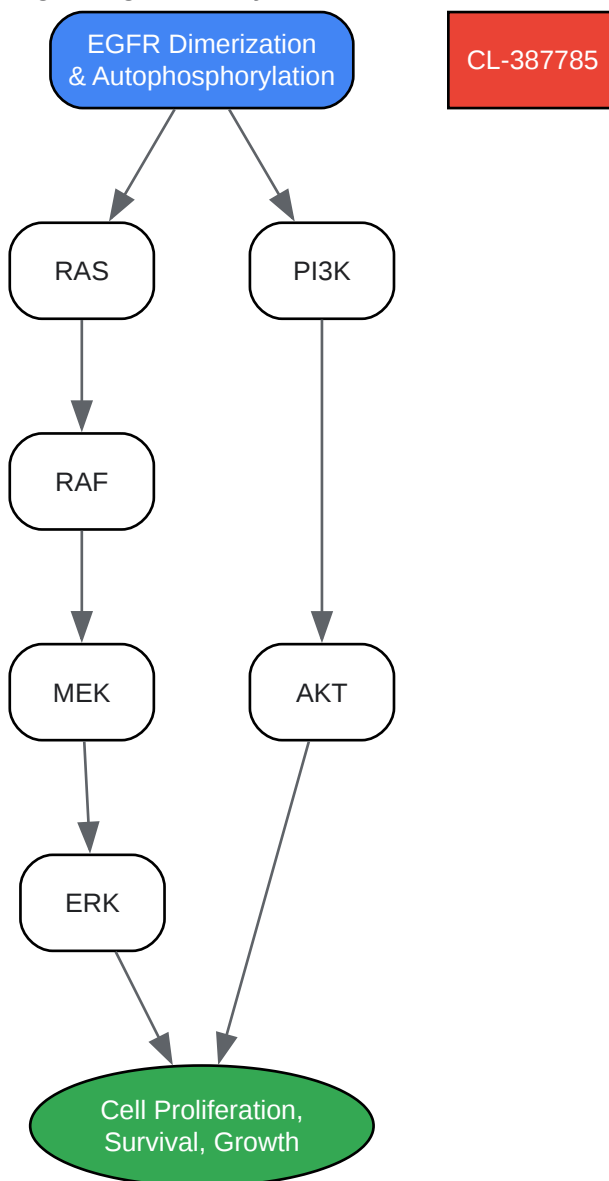 EGFR Dimerization
& Autophosphorylation
CL-387785
RAS
PI3K
RAF
MEK
AKT
ERK
Cell Proliferation,
Survival, Growth